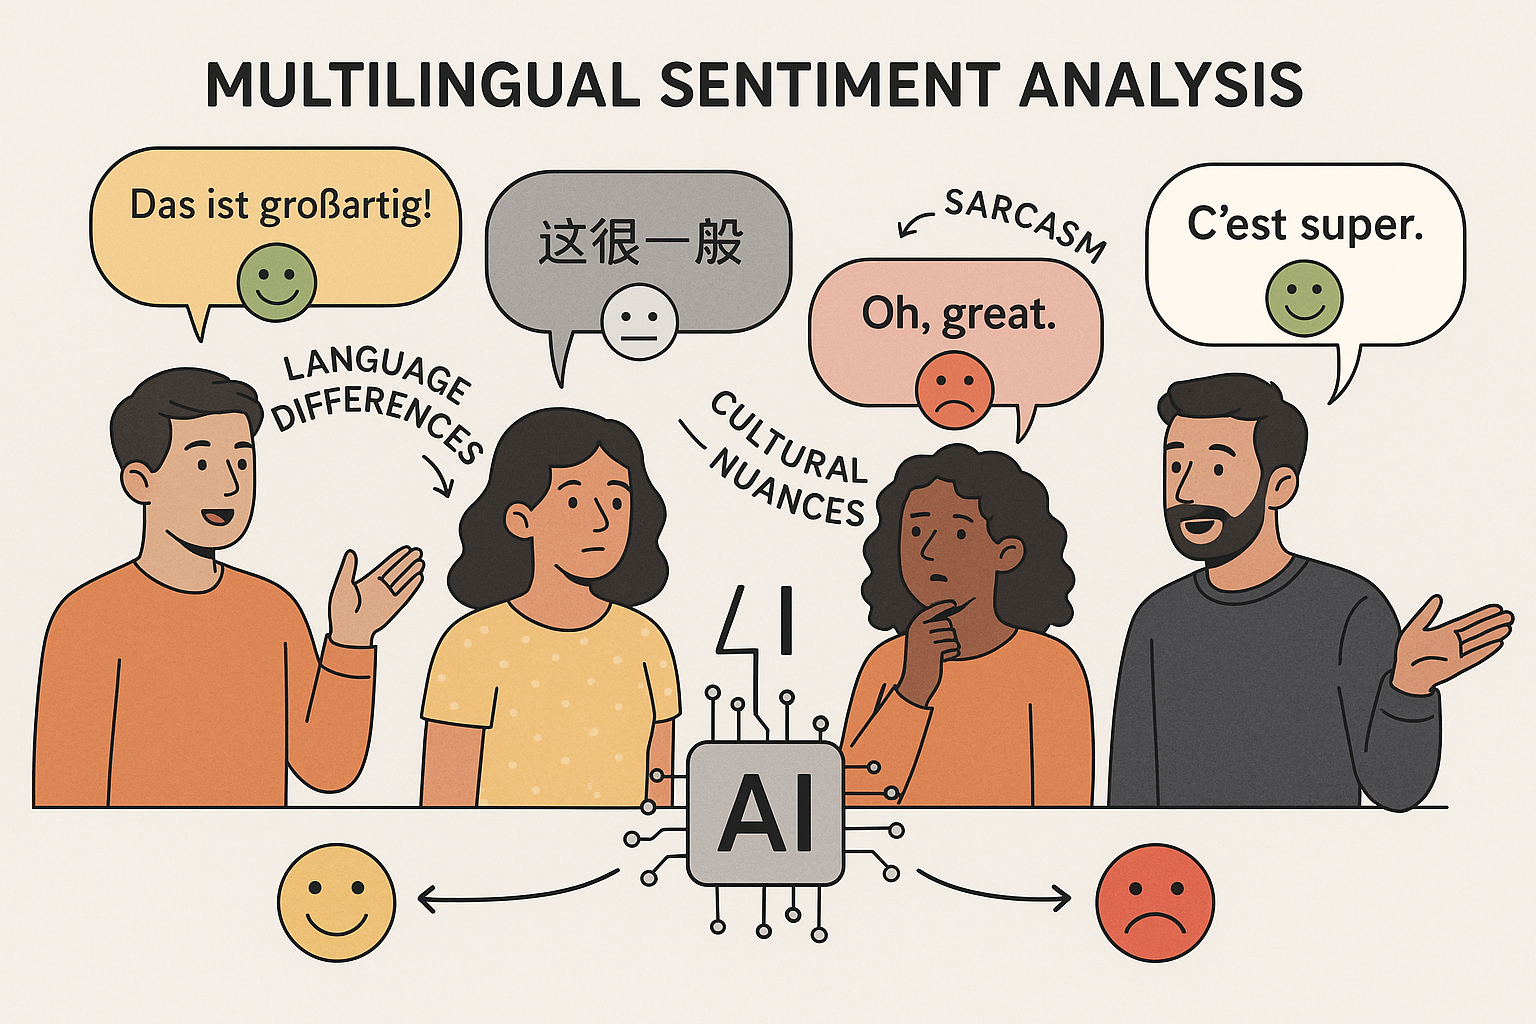 MULTILINGUAL SENTIMENT ANALYSIS
Das ist großartig!
这很一般
SARCASM
Oh, great.
C’est super.
LANGUAGE
DIFFERENCES
CULTURAL
NUANCES
AI